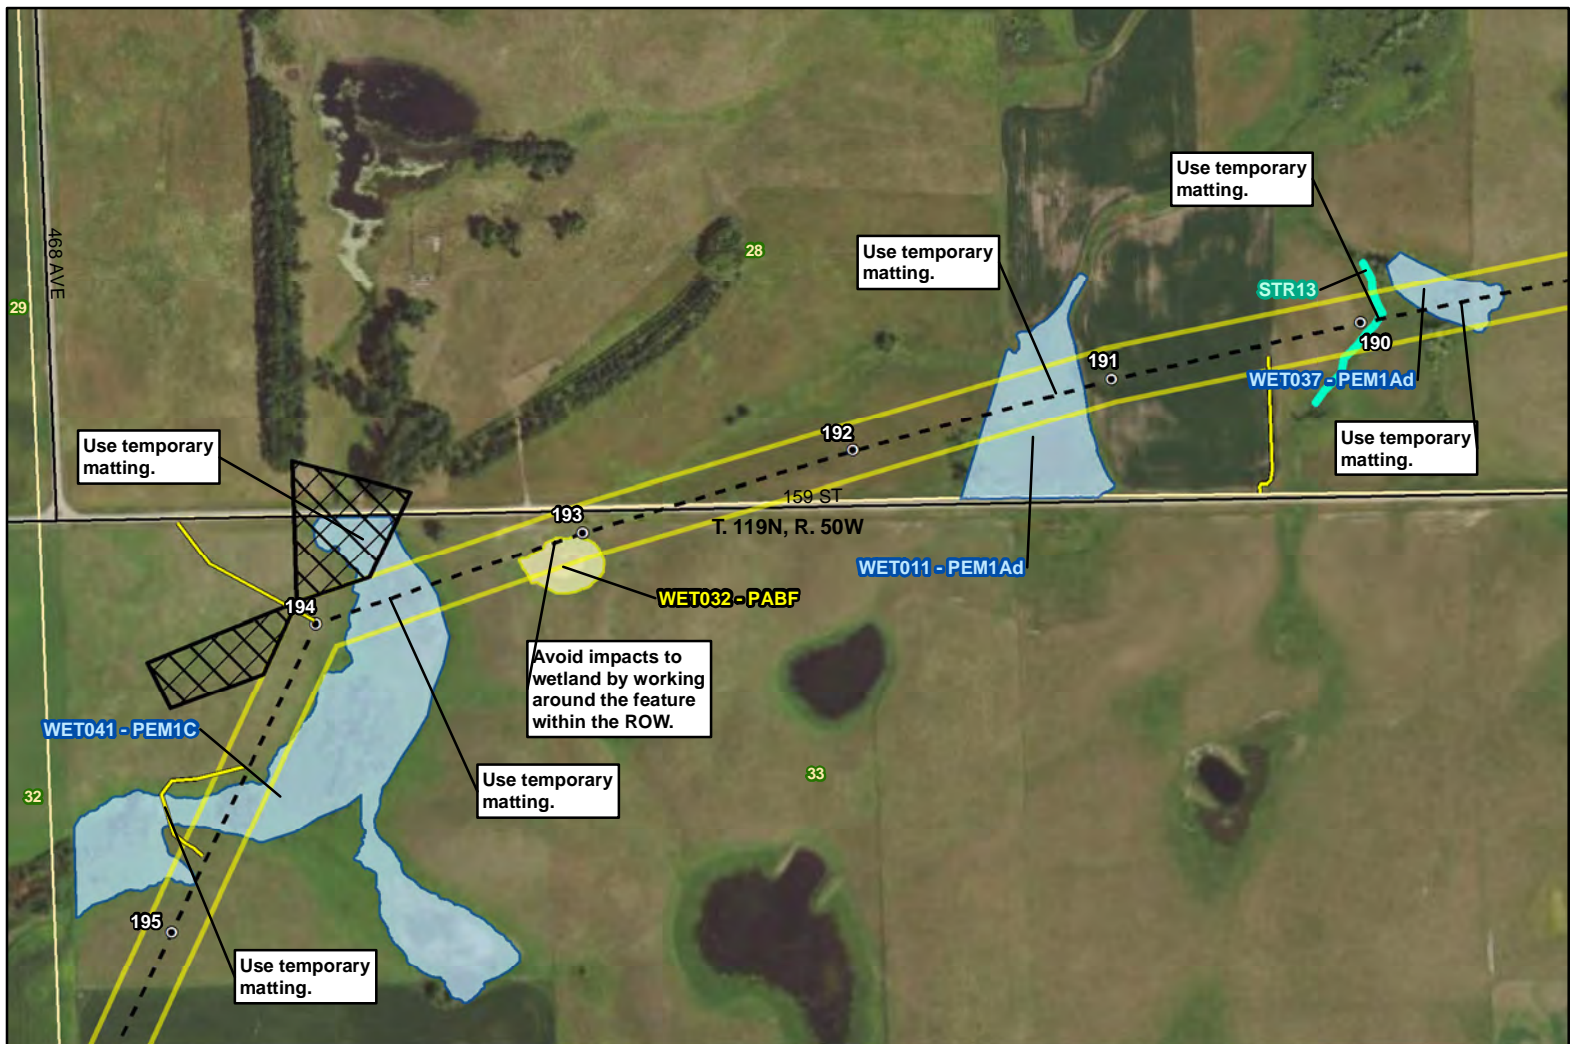 Use temporary
matting.
STR13
28
Use temporary
matting.
468 AVE
29
190
191
WET037 - PEM1Ad
192
Use temporary
matting.
Use temporary
matting.
159 ST
193
T. 119N, R. 50W
WET011 - PEM1Ad
194
WET032 - PABF
Avoid impacts to
wetland by working
around the feature
within the ROW.
WET041 - PEM1C
33
32
Use temporary
matting.
195
Use temporary
matting.